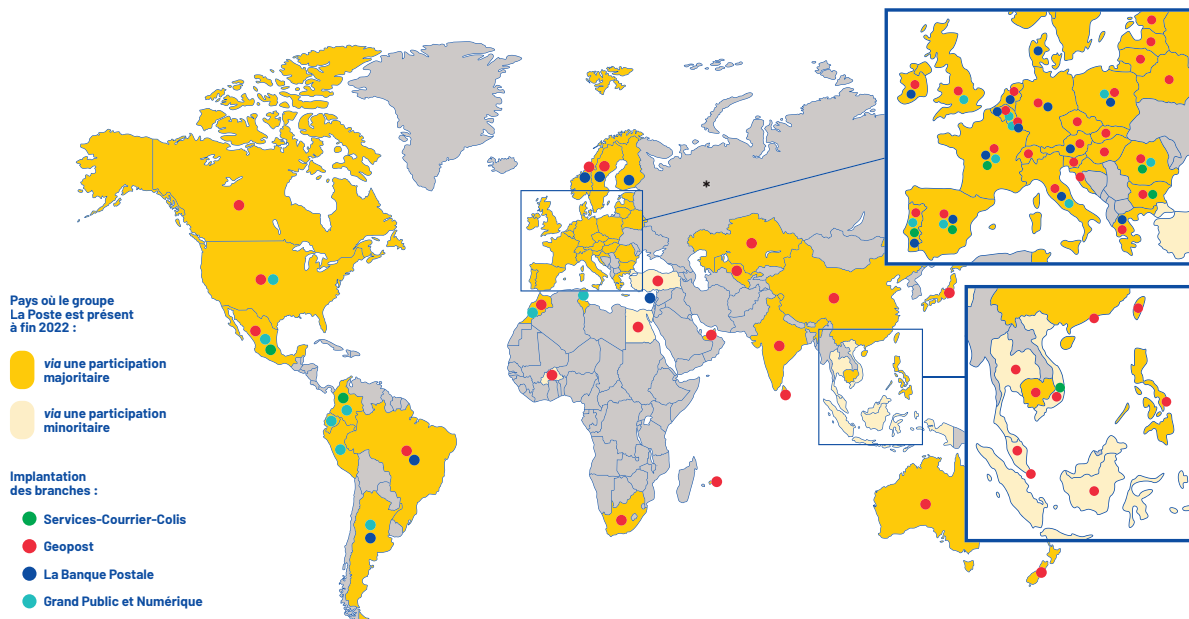 Pays où le groupe
La Poste est présent
à fin 2022 :
via une participation
majoritaire
via une participation
minoritaire
Implantation
des branches :
Services-Courrier-Colis
Geopost
La Banque Postale
Grand Public et Numérique
*